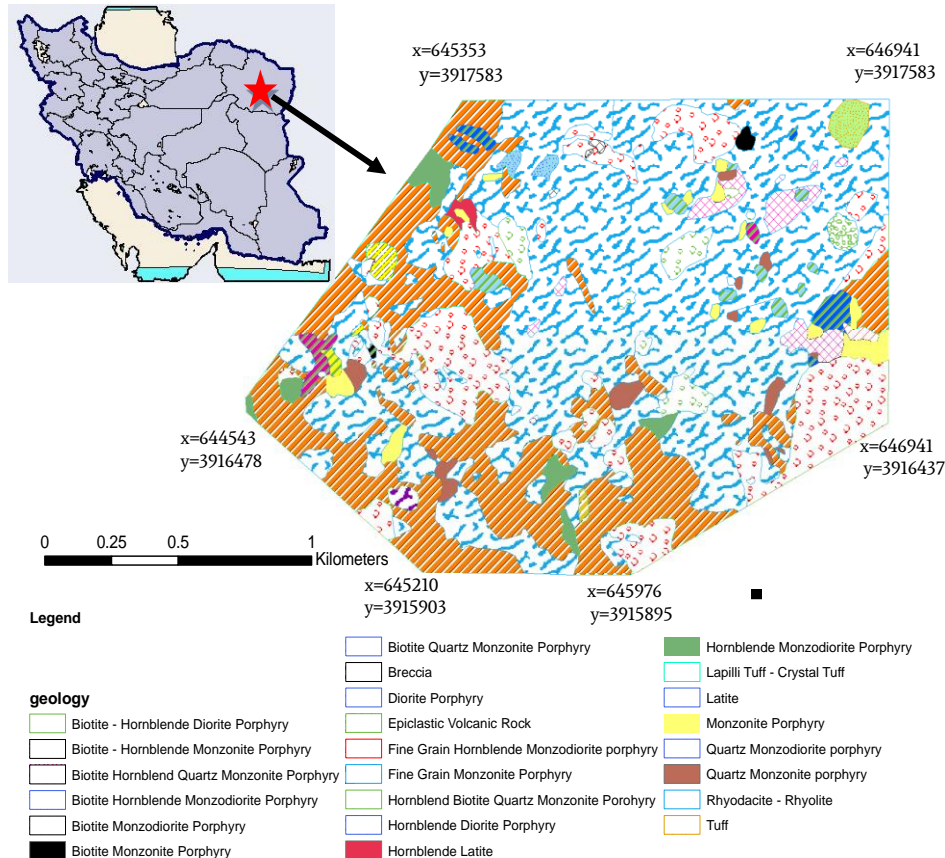 x=645353
y=3917583
x=646941
y=3917583
x=644543
y=3916478
x=646941
y=3916437
0 0.25 0.5 1
Kilometers
x=645210
y=3915903
x=645976
y=3915895
Legend
geology
Biotite - Hornblende Diorite Porphyry
Biotite - Hornblende Monzonite Porphyry
Biotite Hornblend Quartz Monzonite Porphyry
Biotite Hornblende Monzodiorite Porphyry
Biotite Monzodiorite Porphyry
Biotite Monzonite Porphyry
Biotite Quartz Monzonite Porphyry
Breccia
Diorite Porphyry
Epiclastic Volcanic Rock
Fine Grain Hornblende Monzodiorite porphyry
Fine Grain Monzonite Porphyry
Hornblend Biotite Quartz Monzonite Porohyry
Hornblende Diorite Porphyry
Hornblende Latite
Hornblende Monzodiorite Porphyry
Lapilli Tuff - Crystal Tuff
Latite
Monzonite Porphyry
Quartz Monzodiorite porphyry
Quartz Monzonite porphyry
Rhyodacite - Rhyolite
Tuff